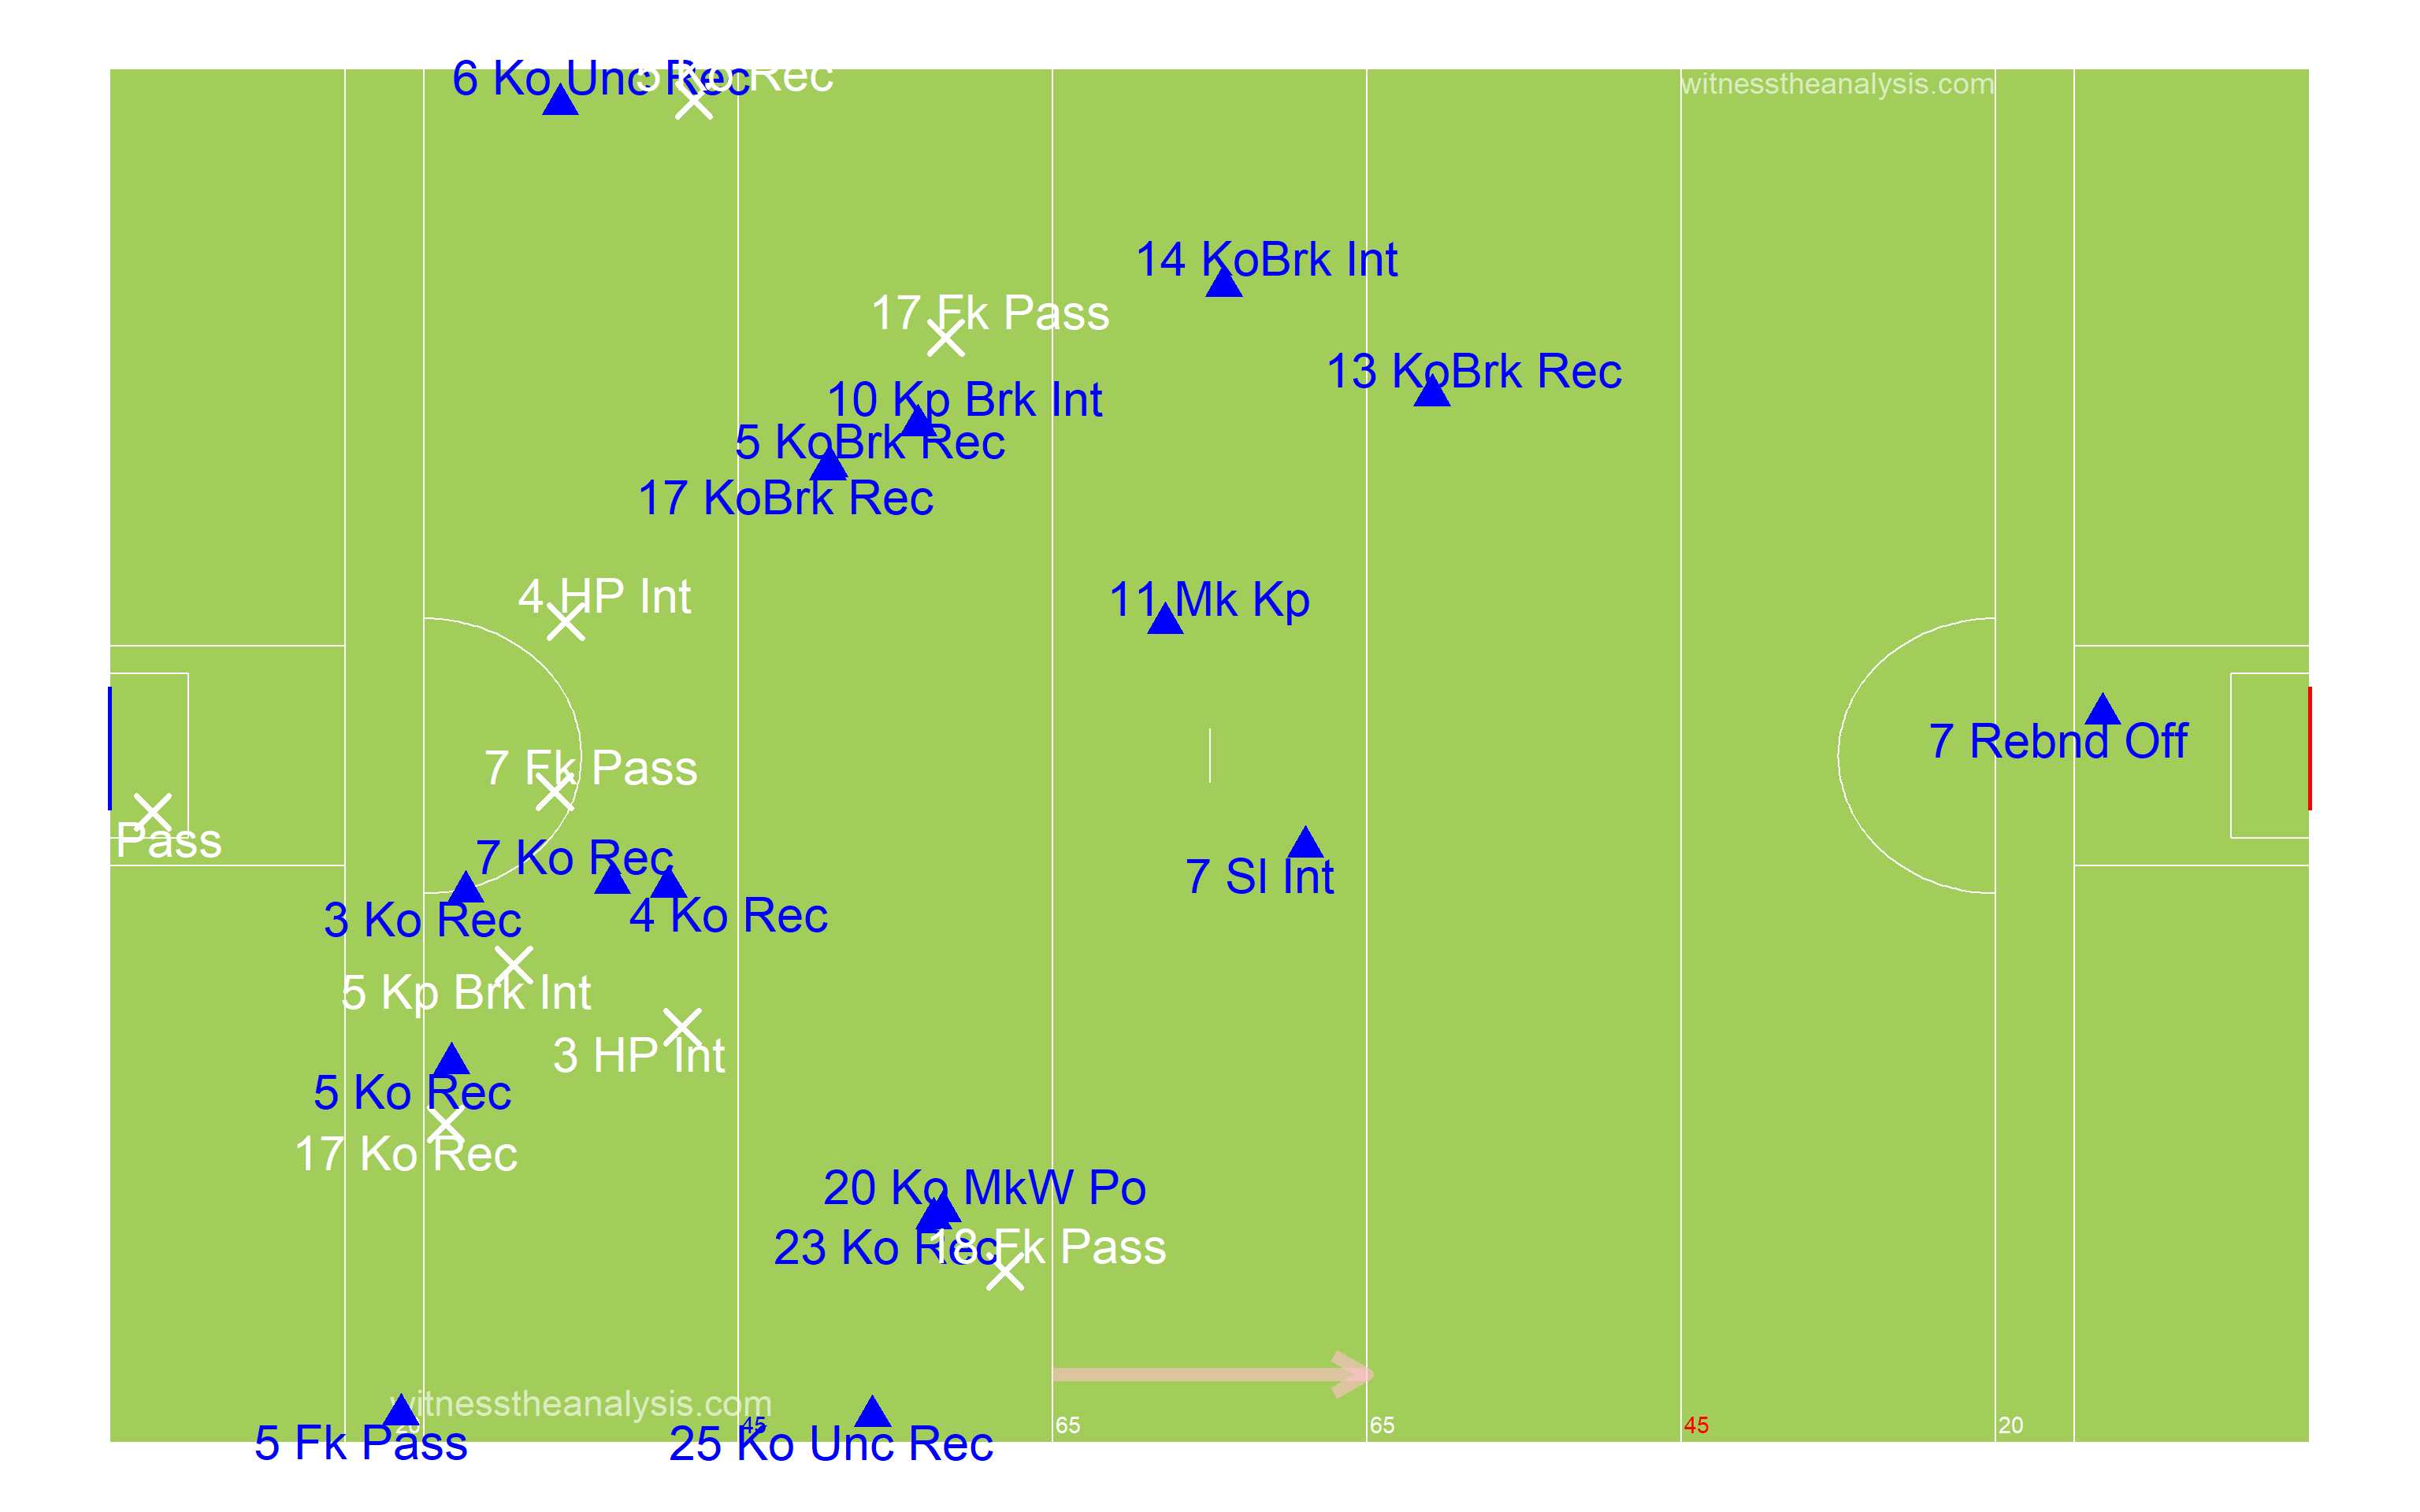 6 Ko Unc Rec
5 Ko Rec
witnesstheanalysis.com
14 KoBrk Int
17 Fk Pass
13 KoBrk Rec
10 Kp Brk Int
5 KoBrk Rec
17 KoBrk Rec
4 HP Int
11 Mk Kp
7 Rebnd Off
7 Fk Pass
Pass
7 Ko Rec
7 Sl Int
3 Ko Rec
4 Ko Rec
5 Kp Brk Int
3 HP Int
5 Ko Rec
17 Ko Rec
20 Ko MkW Po
23 Ko Rec
18 Fk Pass
witnesstheanalysis.com
20
45
65
65
45
20
5 Fk Pass
25 Ko Unc Rec